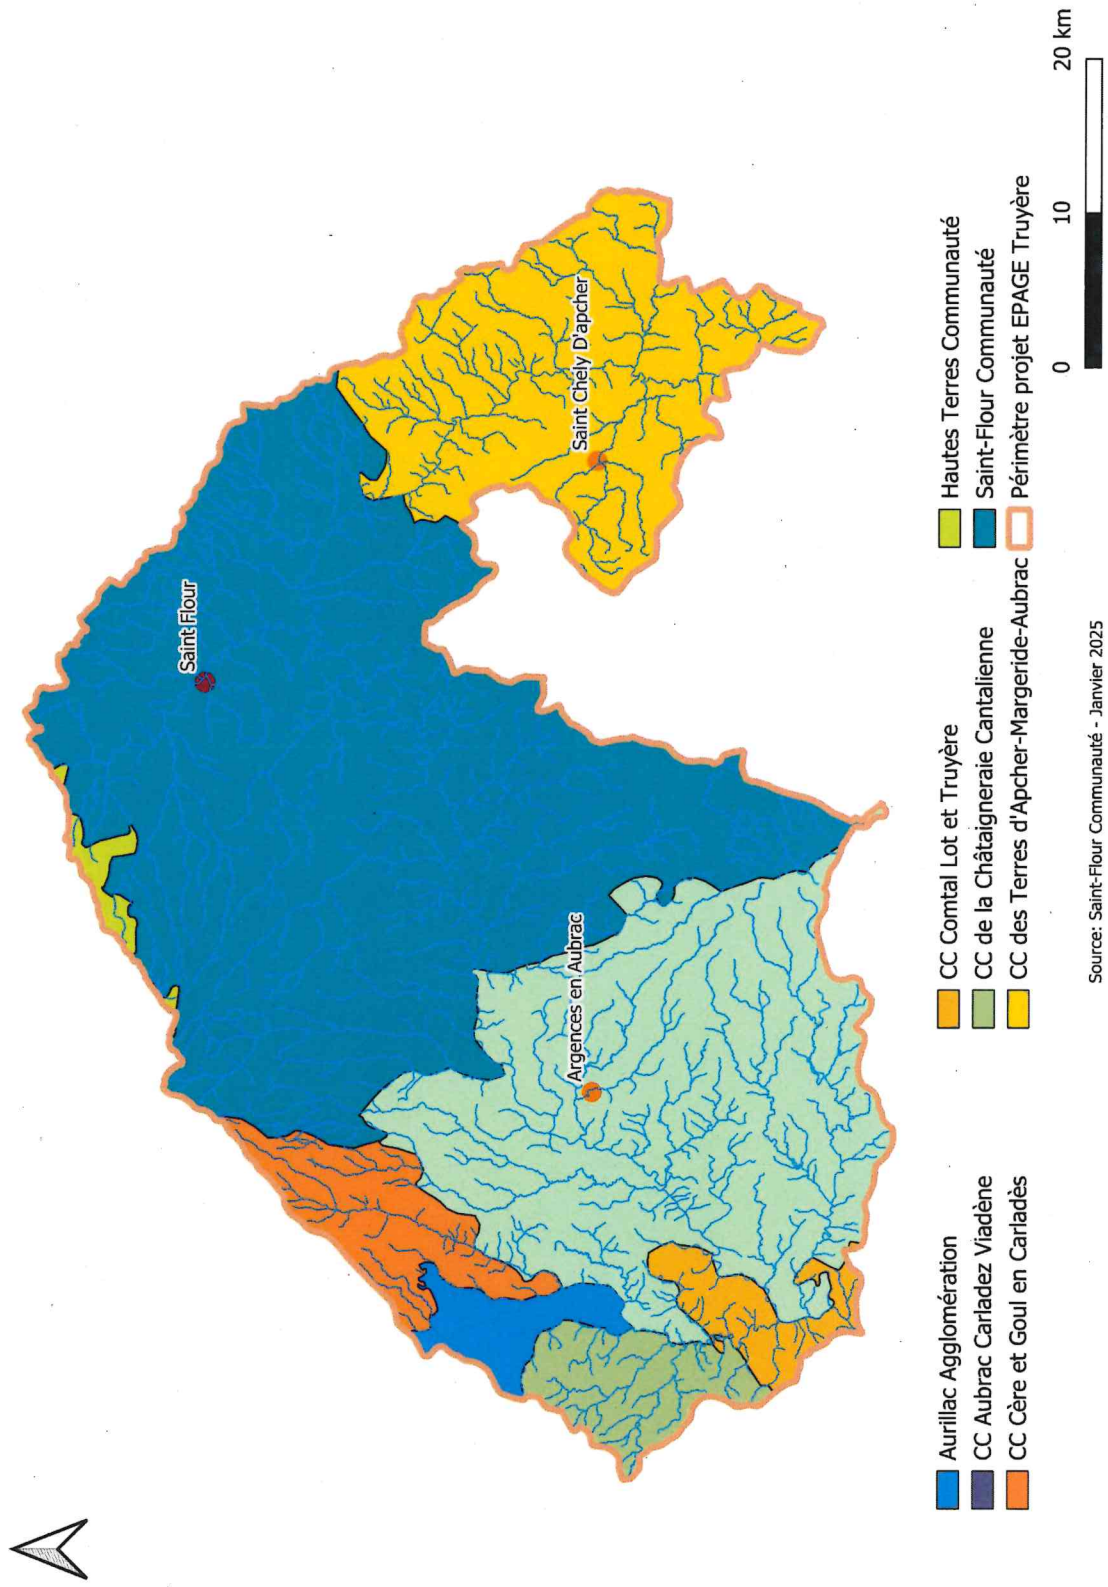 Saint Flour
Saint Chely D'apcher
Argences en Aubrac
Aurillac Agglomération
CC Aubrac Carladez Viadène
CC Cère et Goul en Carladès
CC Comtal Lot et Truyère
CC de la Châtaigneraie Cantalienne
CC des Terres d'Apcher-Margeride-Aubrac
Hautes Terres Communauté
Saint-Flour Communauté
Périmètre projet EPAGE Truyère
0 10 20 km
Source: Saint-Flour Communauté - Janvier 2025